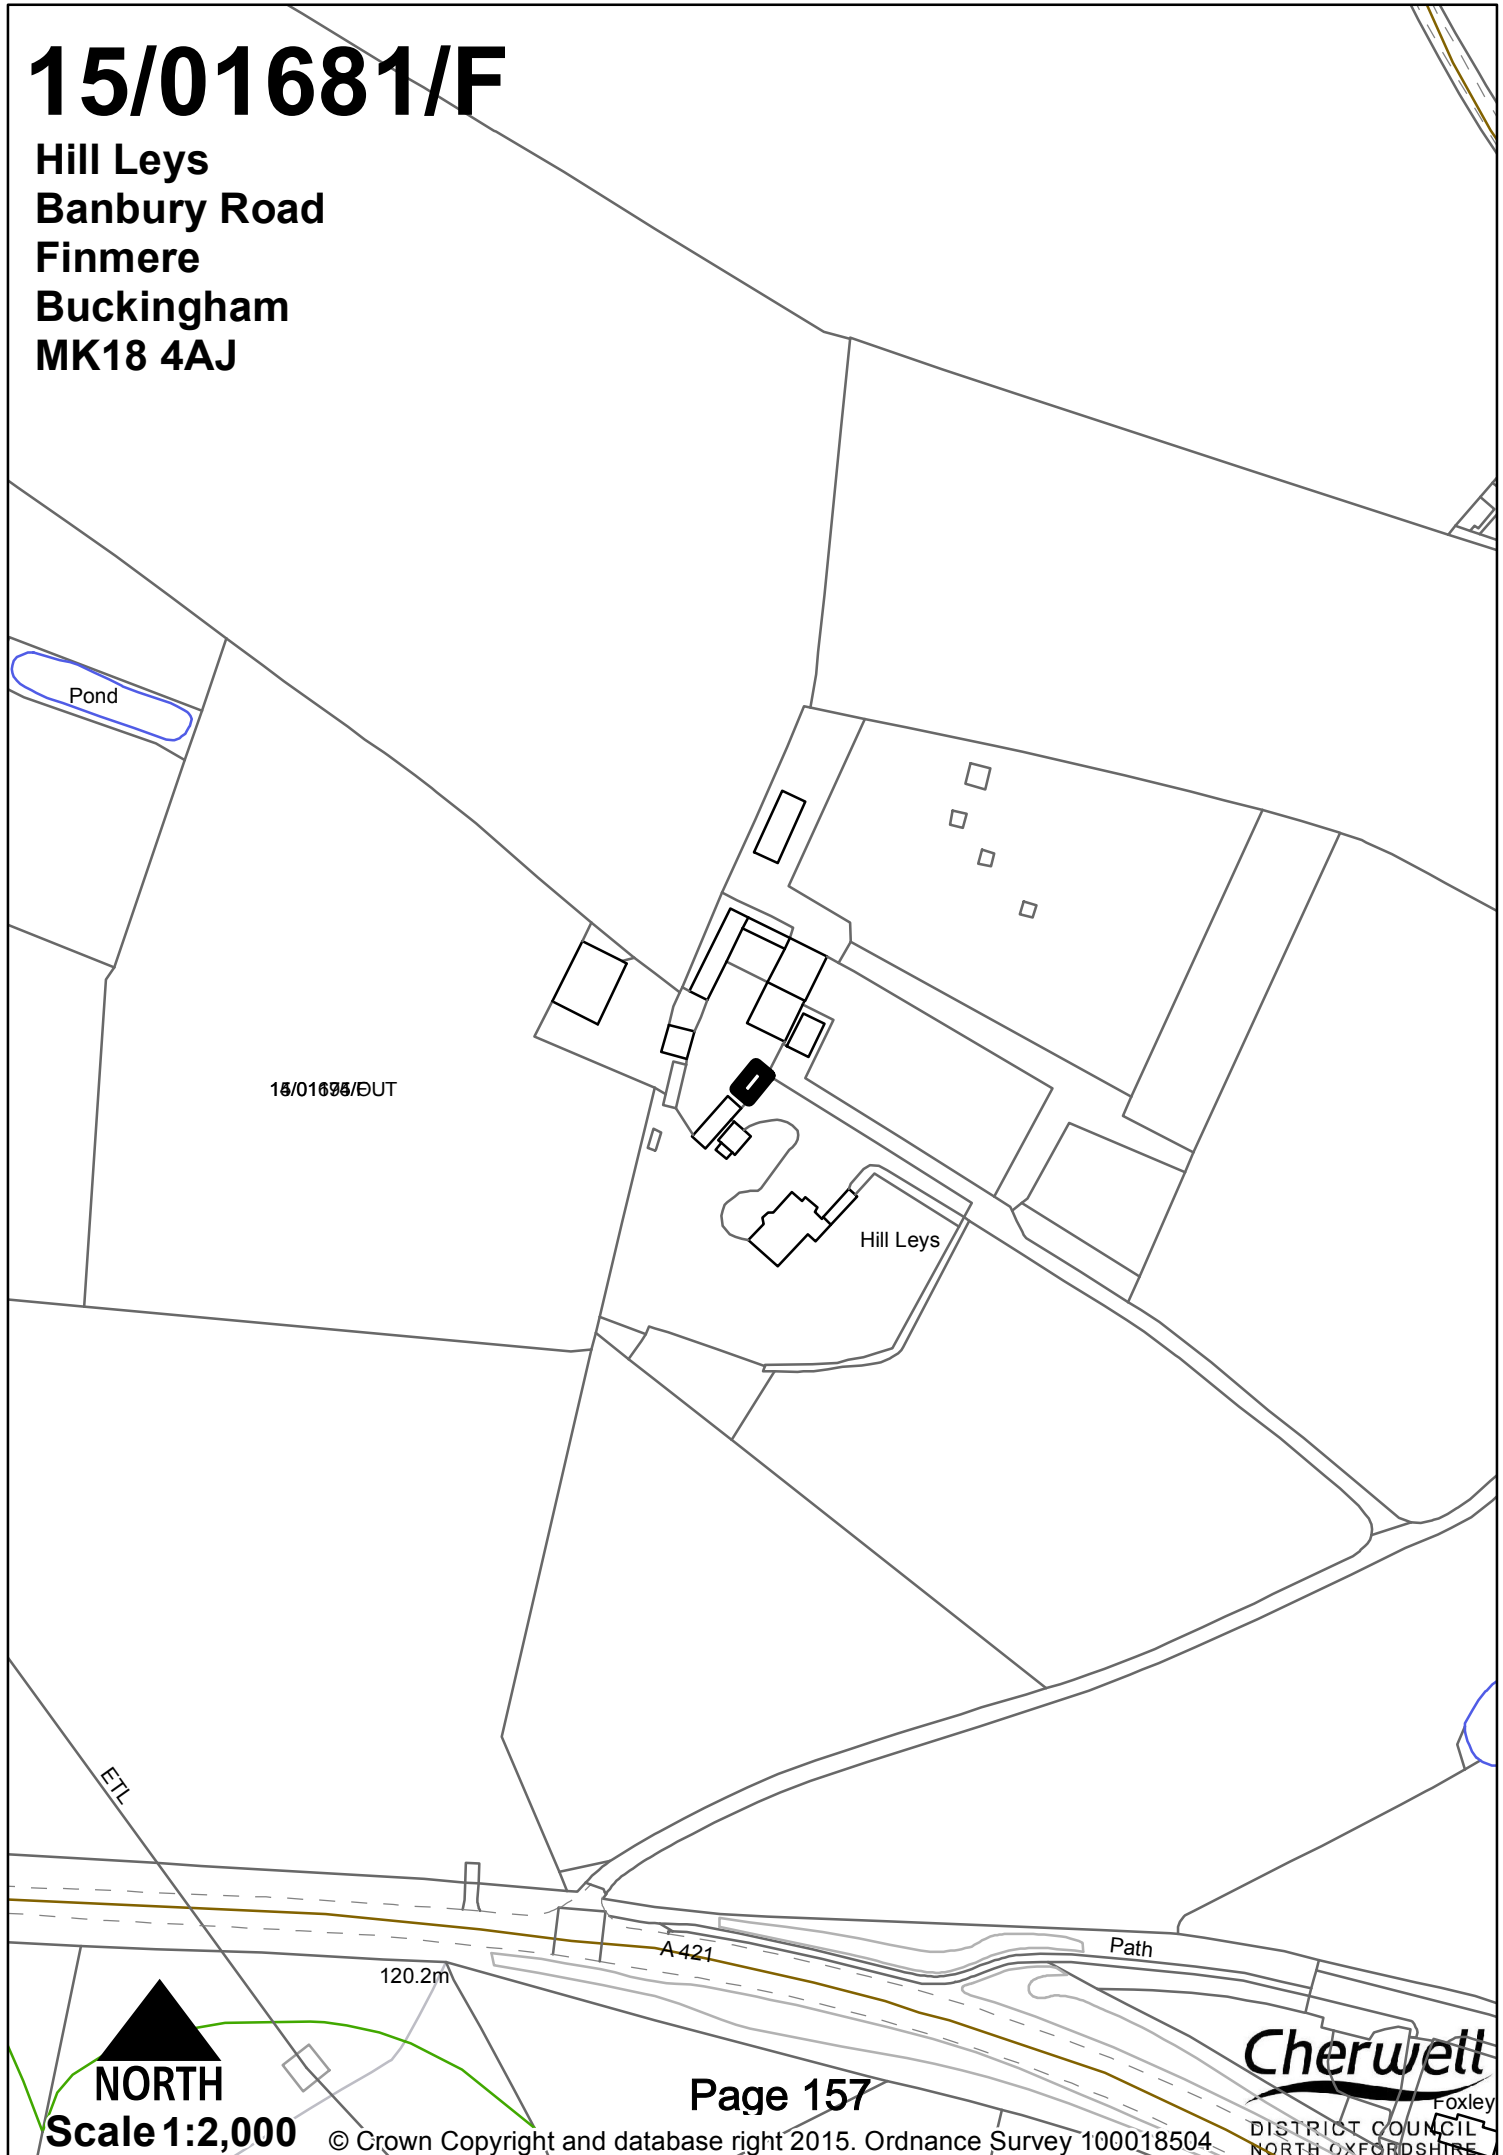 15/01681/F
Hill Leys
Banbury Road
Finmere
Buckingham
MK18 4AJ
Pond
Hill Leys
ETL
A 421
Path
120.2m
NORTH
Scale 1:2,000
Page 157
© Crown Copyright and database right 2015. Ordnance Survey 100018504
Cherwell
Foxley
DISTRICT COUNCIL
NORTH OXFORDSHIRE